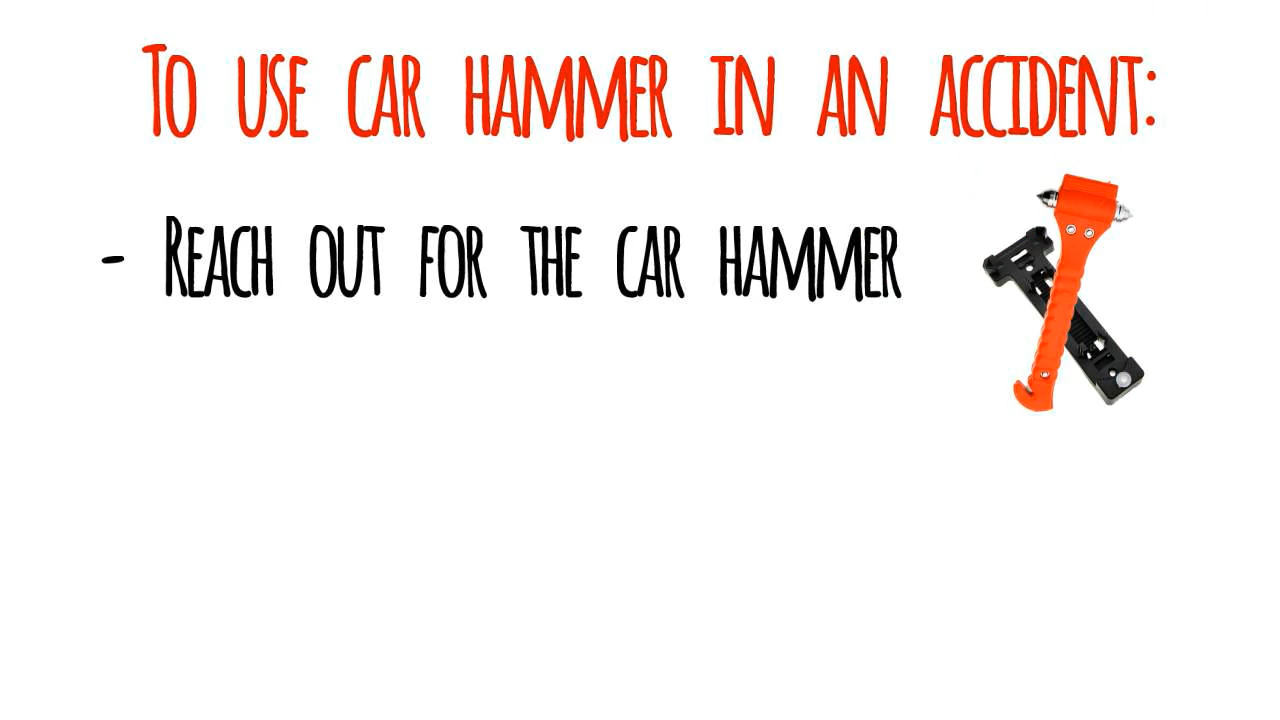 To use car hammer in an accident:
- Reach out for the car hammer